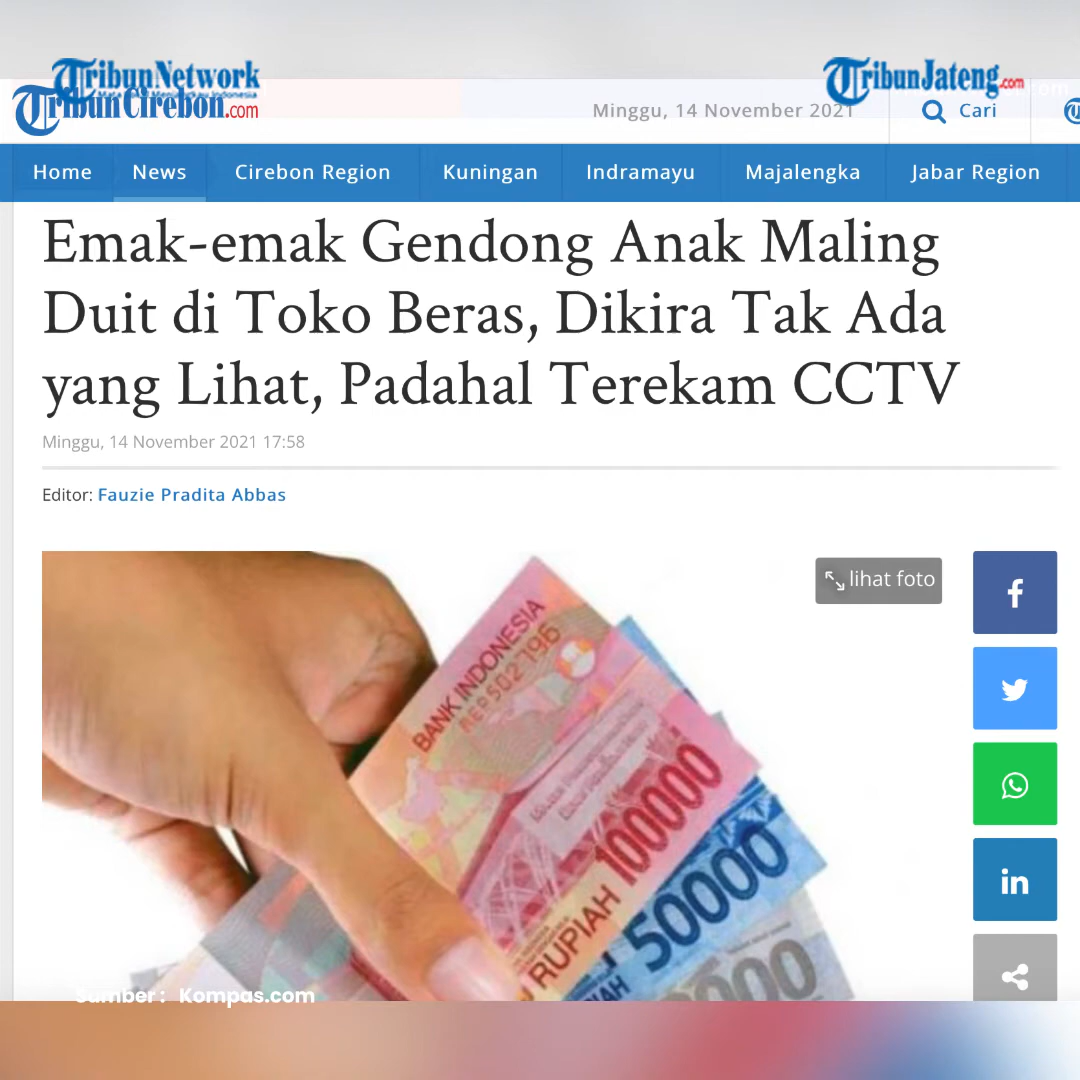 TribunNetwork
TribunCirebon.com
TribunJateng.com
Minggu, 14 November 2021
Cari
Home News Cirebon Region Kuningan Indramayu Majalengka Jabar Region
Emak-emak Gendong Anak Maling
Duit di Toko Beras, Dikira Tak Ada
yang Lihat, Padahal Terekam CCTV
Minggu, 14 November 2021 17:58
Editor: Fauzie Pradita Abbas
lihat foto
BANK INDONESIA
100000
RUPIAH
50000
Sumber : Kompas.com